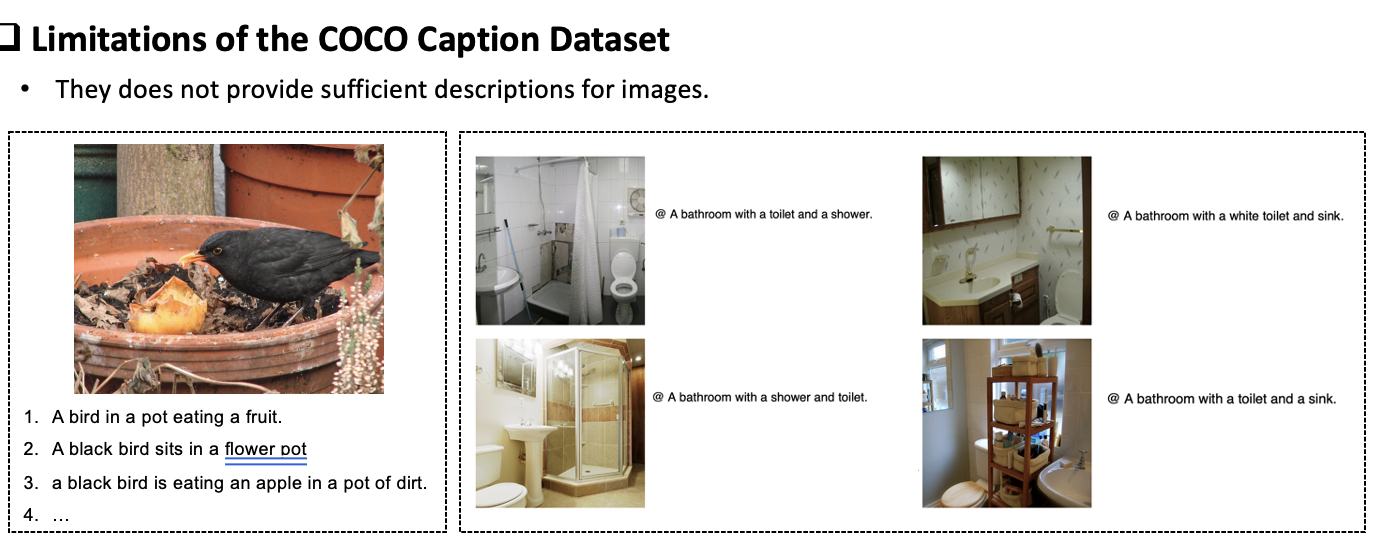 Limitations of the COCO Caption Dataset
• They does not provide sufficient descriptions for images.
1. A bird in a pot eating a fruit.
2. A black bird sits in a flower pot
3. a black bird is eating an apple in a pot of dirt.
4. ...
@ A bathroom with a toilet and a shower.
@ A bathroom with a white toilet and sink.
@ A bathroom with a shower and toilet.
@ A bathroom with a toilet and a sink.